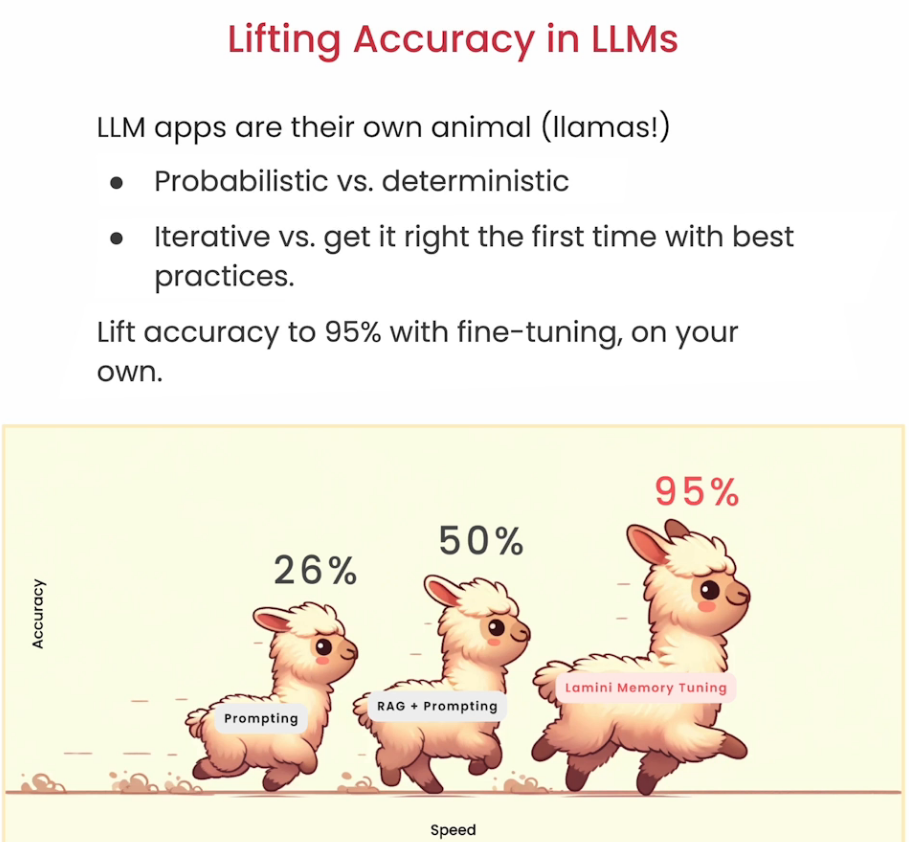 Lifting Accuracy in LLMs
LLM apps are their own animal (llamas!)
● Probabilistic vs. deterministic
● Iterative vs. get it right the first time with best
practices.
Lift accuracy to 95% with fine-tuning, on your
own.
95%
50%
26%
Accuracy
Lamini Memory Tuning
RAG + Prompting
Prompting
Speed